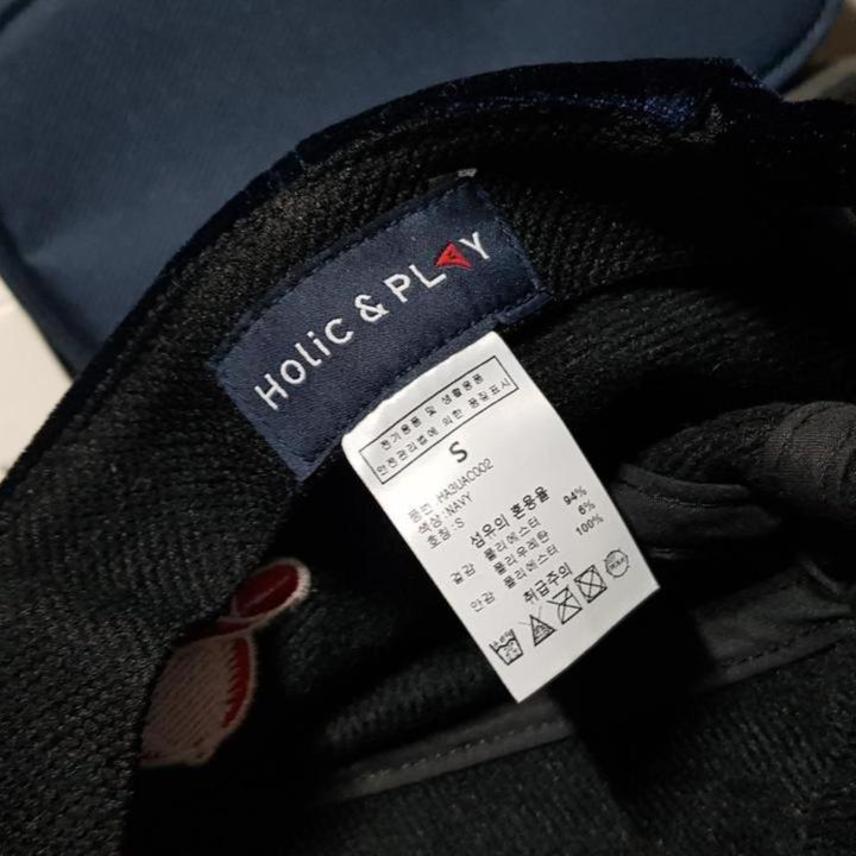 Holic & PLAY
전기용품 및 생활용품
안전관리법에 의한 품질표시
S
품번 : HA3UAC002
색상 : NAVY
호칭 : S
섬유의 혼용율
겉감 폴리에스터 94%
폴리우레탄 6%
안감 폴리에스터 100%
취급주의